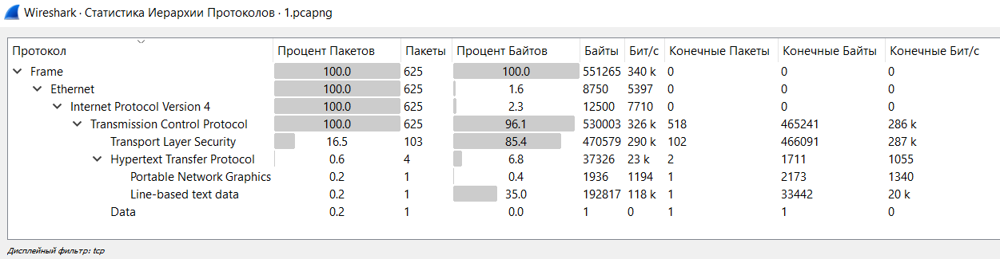 Wireshark · Статистика Иерархии Протоколов · 1.pcapng
Протокол Процент Пакетов Пакеты Процент Байтов Байты Бит/с Конечные Пакеты Конечные Байты Конечные Бит/с
Frame 100.0 625 100.0 551265 340 k 0 0 0
Ethernet 100.0 625 1.6 8750 5397 0 0 0
Internet Protocol Version 4 100.0 625 2.3 12500 7710 0 0 0
Transmission Control Protocol 100.0 625 96.1 530003 326 k 518 465241 286 k
Transport Layer Security 16.5 103 85.4 470579 290 k 102 466091 287 k
Hypertext Transfer Protocol 0.6 4 6.8 37326 23 k 2 1711 1055
Portable Network Graphics 0.2 1 0.4 1936 1194 1 2173 1340
Line-based text data 0.2 1 35.0 192817 118 k 1 33442 20 k
Data 0.2 1 0.0 1 0 1 1 0
Дисплейный фильтр: tcp